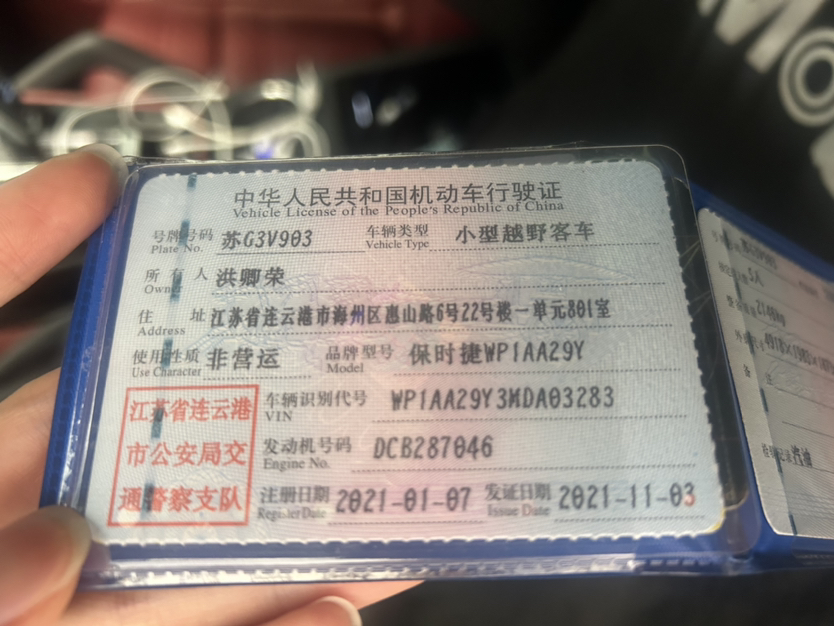 中华人民共和国机动车行驶证
Vehicle License of the People's Republic of China
号牌号码 苏G3V903 车辆类型 小型越野客车
Plate No. Vehicle Type
所有人 洪卿荣
Owner
住址 江苏省连云港市海州区惠山路6号22号楼一单元801室
Address
使用性质 非营运 品牌型号 保时捷WP1AA29Y
Use Character Model
车辆识别代号 WP1AA29Y3MDA03283
VIN
发动机号码 DCB287046
Engine No.
注册日期 2021-01-07 发证日期 2021-11-03
Register Date Issue Date
江苏省连云港
市公安局交
通警察支队
5人
备注
汽油
Mo